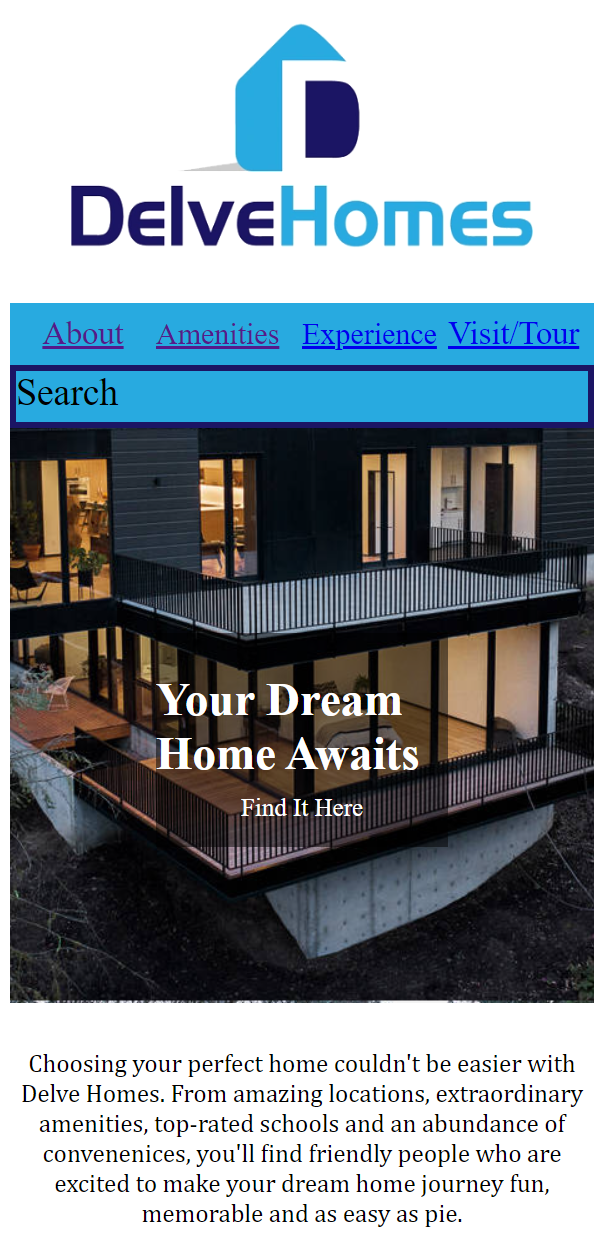 DelveHomes
About Amenities Experience Visit/Tour
Search
Your Dream
Home Awaits
Find It Here
Choosing your perfect home couldn't be easier with
Delve Homes. From amazing locations, extraordinary
amenities, top-rated schools and an abundance of
convenenices, you'll find friendly people who are
excited to make your dream home journey fun,
memorable and as easy as pie.